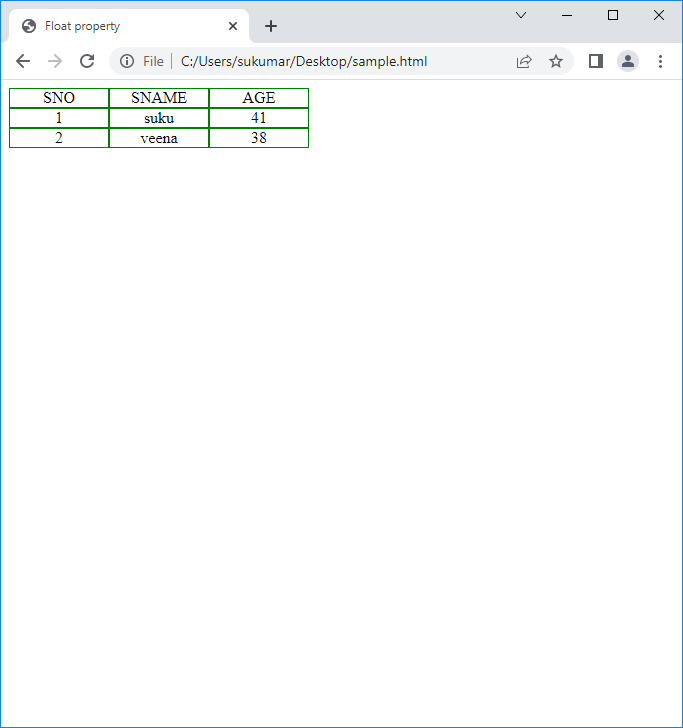 Float property
File C:/Users/sukumar/Desktop/sample.html
SNO SNAME AGE
1 suku 41
2 veena 38